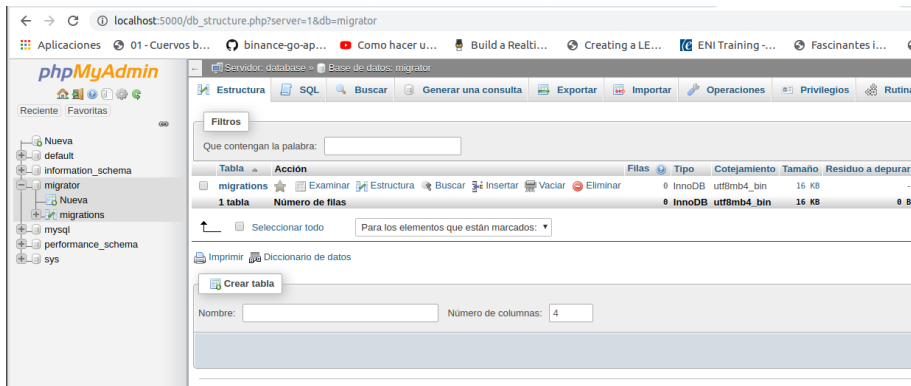 localhost:5000/db_structure.php?server=1&db=migrator
Aplicaciones 01-Cuervos b... binance-go-ap... Como hacer u... Build a Realti... Creating a LE... ENI Training -... Fascinantes i...
phpMyAdmin
Reciente Favoritas
Nueva
default
information_schema
migrator
Nueva
migrations
mysql
performance_schema
sys
Servidor: database » Base de datos: migrator
Estructura SQL Buscar Generar una consulta Exportar Importar Operaciones Privilegios Rutina
Filtros
Que contengan la palabra:
Tabla Acción Filas Tipo Cotejamiento Tamaño Residuo a depurar
migrations Examinar Estructura Buscar Insertar Vaciar Eliminar 0 InnoDB utf8mb4_bin 16 KB -
1 tabla Número de filas 0 InnoDB utf8mb4_bin 16 KB 0 B
Seleccionar todo Para los elementos que están marcados:
Imprimir Diccionario de datos
Crear tabla
Nombre: Número de columnas: 4